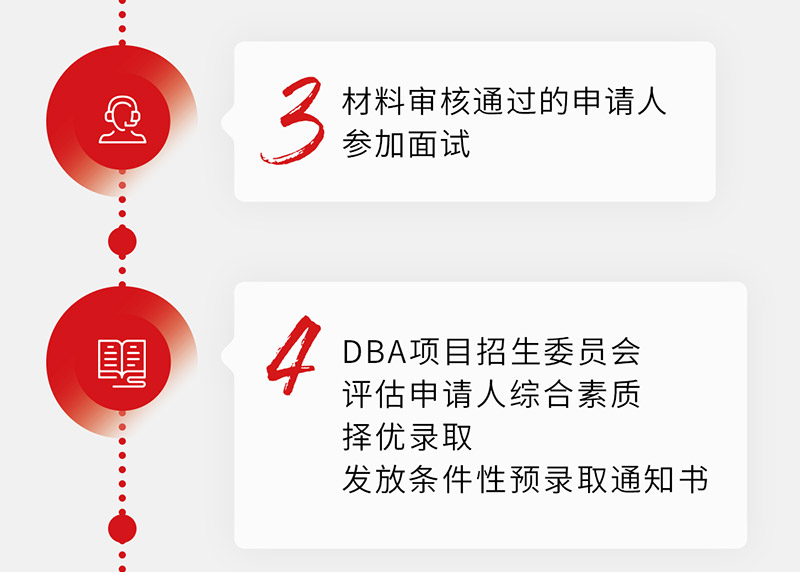 3
材料审核通过的申请人
参加面试
4
DBA项目招生委员会
评估申请人综合素质
择优录取
发放条件性预录取通知书